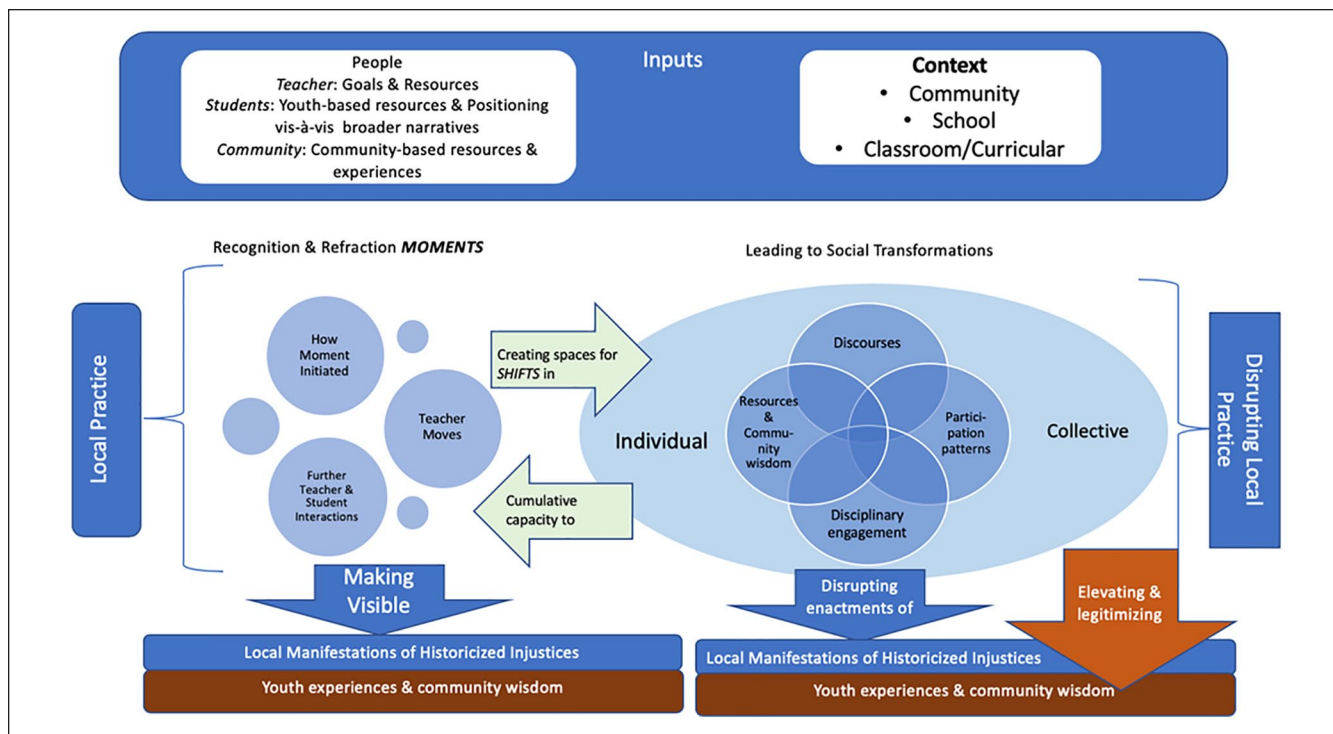 Inputs
People
Teacher: Goals & Resources
Students: Youth-based resources & Positioning
vis-à-vis broader narratives
Community: Community-based resources &
experiences
Context
• Community
• School
• Classroom/Curricular
Recognition & Refraction MOMENTS
Leading to Social Transformations
Local Practice
How
Moment
Initiated
Teacher
Moves
Further
Teacher &
Student
Interactions
Creating spaces for
SHIFTS in
Cumulative
capacity to
Individual
Discourses
Resources
&
Commu-
nity
wisdom
Partici-
pation
patterns
Disciplinary
engagement
Collective
Disrupting Local
Practice
Making
Visible
Disrupting
enactments of
Elevating &
legitimizing
Local Manifestations of Historicized Injustices
Youth experiences & community wisdom
Local Manifestations of Historicized Injustices
Youth experiences & community wisdom